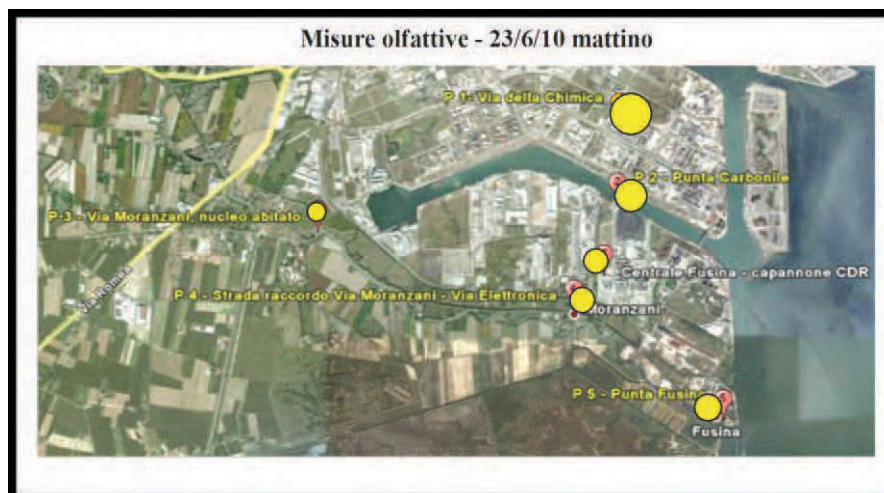 Misure olfattive - 23/6/10 mattino
P 1- Via della Chimica
P 2 - Punta Carbonile
P-3 - Via Moranzani, nucleo abitato
Centrale Fusina - capannone CDR
P 4 - Strada raccordo Via Moranzani - Via Elettronica
Moranzani
Via Romea
P 5 - Punta Fusina
Fusina